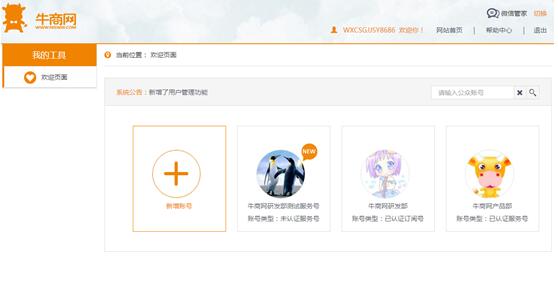 牛商网
WWW.NIUSHOP.COM
微信管家 切换
WXCSGJJSY8686 欢迎你！ 网站首页 | 帮助中心 | 退出
我的工具
当前位置： 欢迎页面
欢迎页面
系统公告：新增了用户管理功能
请输入公众账号
NEW
新增账号
牛商网研发部测试服务号
账号类型：未认证服务号
牛商网研发部
账号类型：已认证订阅号
牛商网产品部
账号类型：已认证服务号